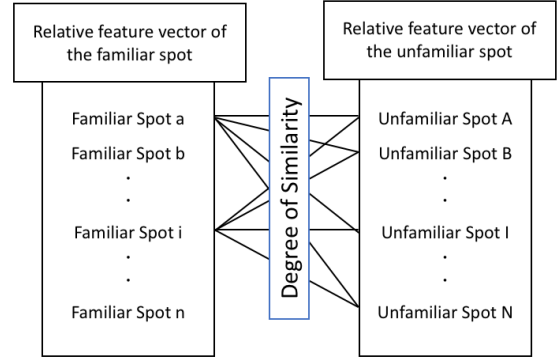 Relative feature vector of
the familiar spot
Familiar Spot a
Familiar Spot b
.
.
Familiar Spot i
.
.
Familiar Spot n
Degree of Similarity
Relative feature vector of
the unfamiliar spot
Unfamiliar Spot A
Unfamiliar Spot B
.
.
Unfamiliar Spot I
.
.
Unfamiliar Spot N